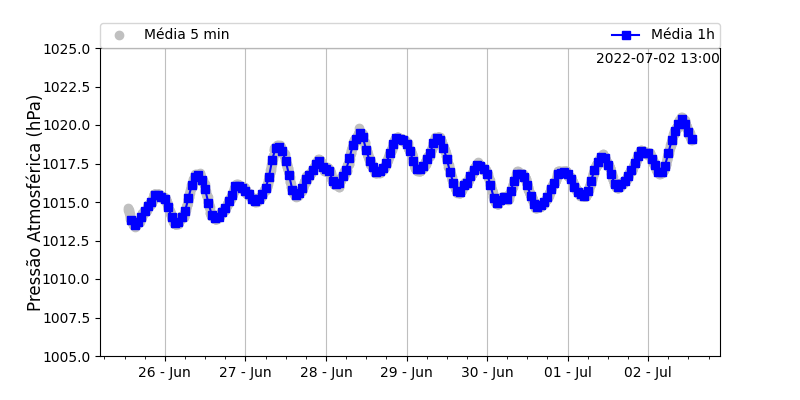 Média 5 min
Média 1h
2022-07-02 13:00
Pressão Atmosférica (hPa)
1025.0
1022.5
1020.0
1017.5
1015.0
1012.5
1010.0
1007.5
1005.0
26 - Jun
27 - Jun
28 - Jun
29 - Jun
30 - Jun
01 - Jul
02 - Jul